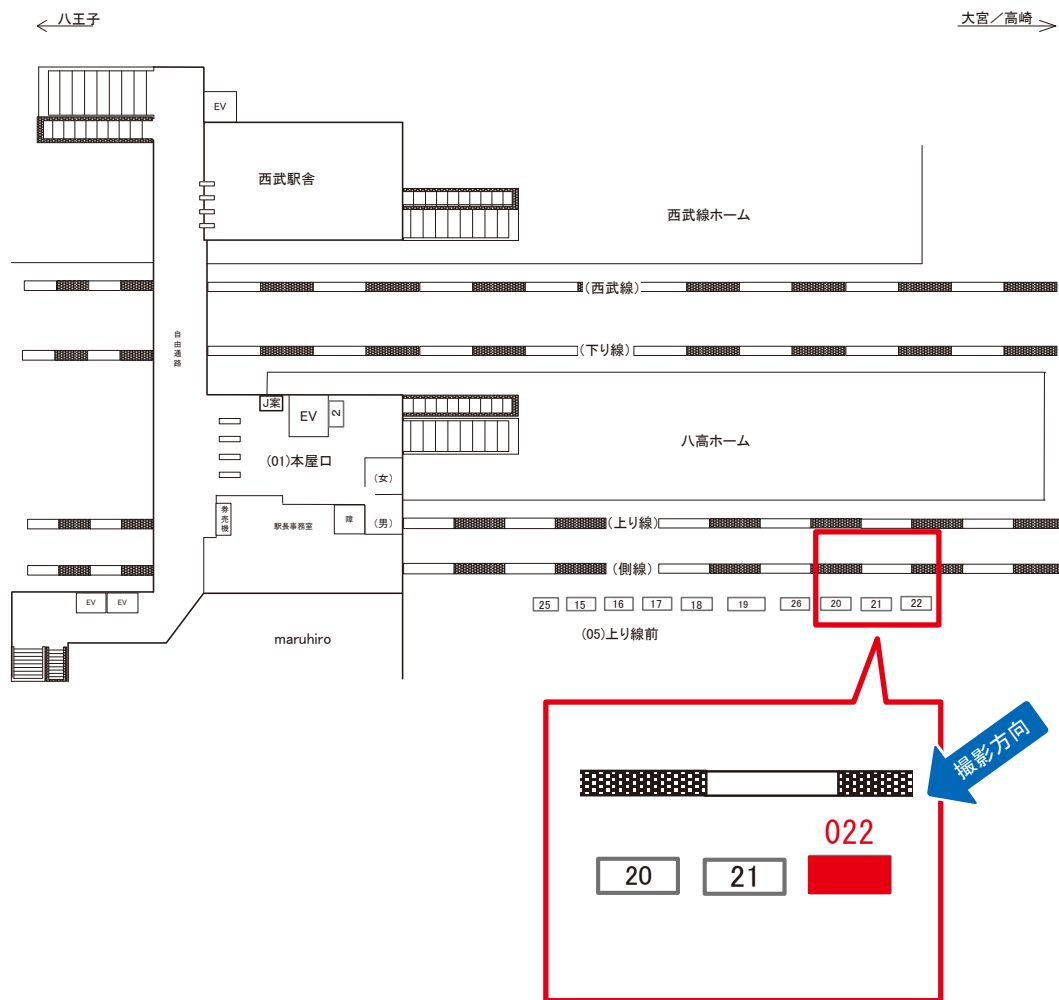 八王子
大宮／高崎
EV
西武駅舎
西武線ホーム
(西武線)
自由通路
(下り線)
J案
EV
2
八高ホーム
(01)本屋口
(女)
券売機
駅長事務室
障
(男)
(上り線)
(側線)
EV
EV
25
15
16
17
18
19
26
20
21
22
(05)上り線前
maruhiro
撮影方向
022
20
21